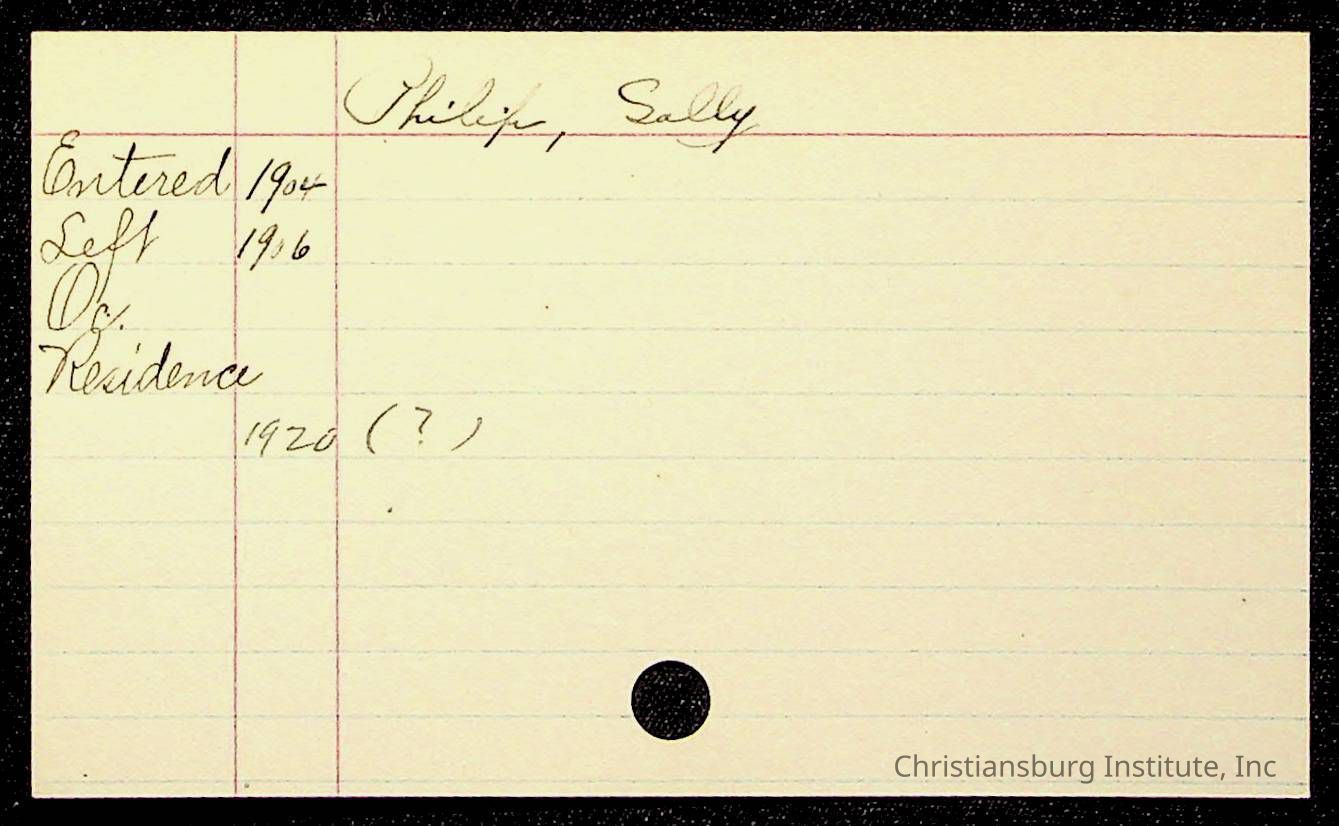 Philip, Sally
Entered 1904
Left 1906
Oc.
Residence
1920 (?)
Christiansburg Institute, Inc